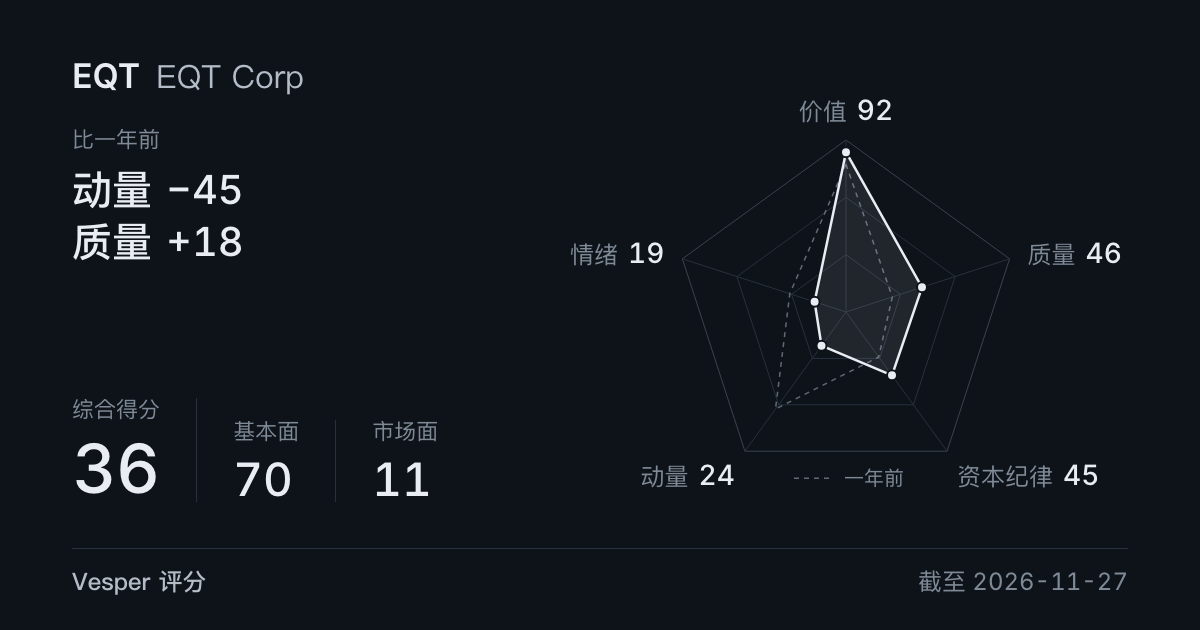 EQT EQT Corp
比一年前
动量 −45
质量 +18
综合得分
36
基本面
70
市场面
11
价值 92
质量 46
资本纪律 45
动量 24
情绪 19
一年前
Vesper 评分
截至 2026-11-27